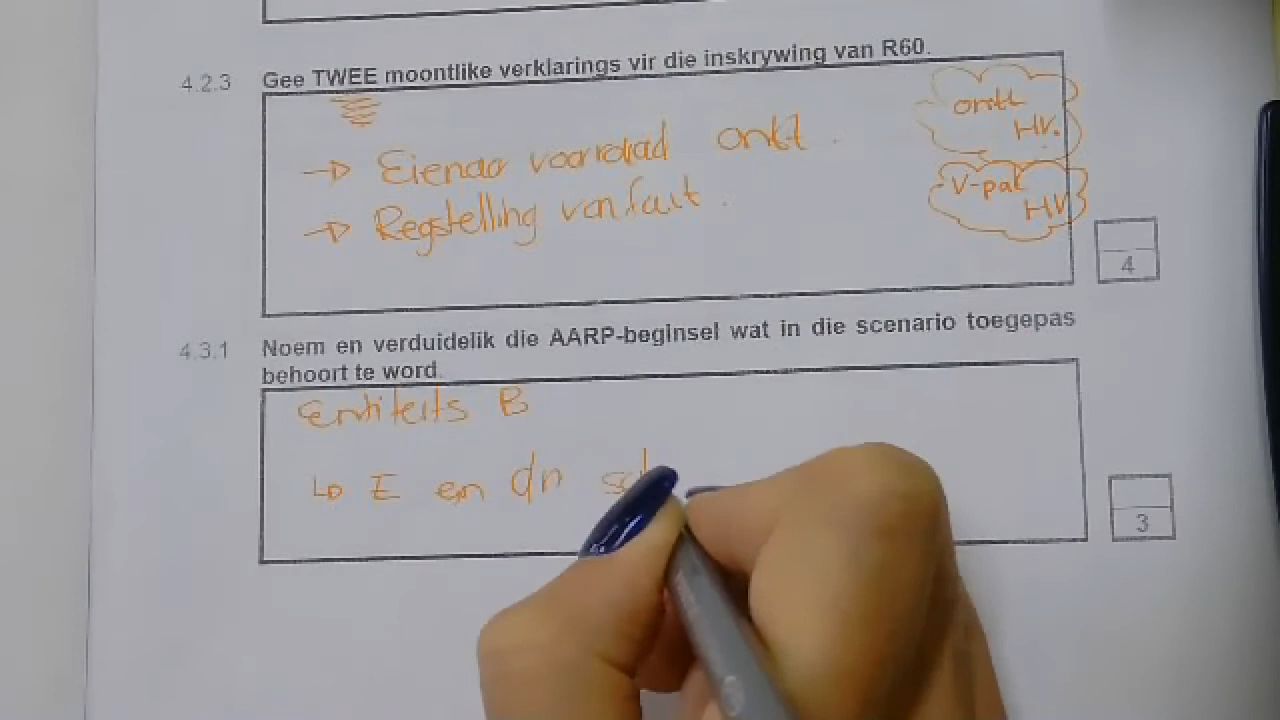 4.2.3 Gee TWEE moontlike verklarings vir die inskrywing van R60.
→ Eienaar voorraad ontt.
→ Regstelling van fout.
ontt
HV.
V-pal
HV
4
4.3.1 Noem en verduidelik die AARP-beginsel wat in die scenario toegepas
behoort te word.
Entiteits B
↳ E en dn
3